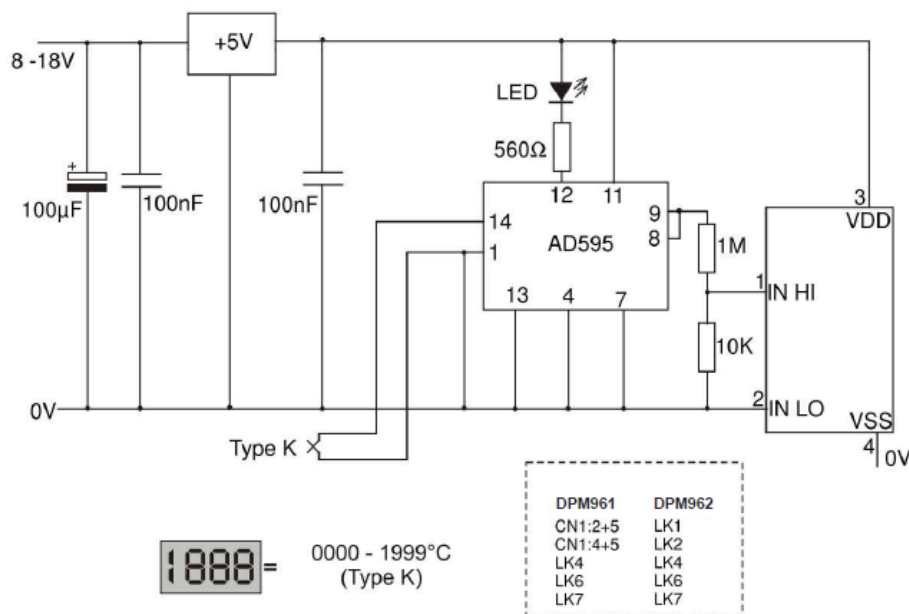 8 -18V
+5V
LED
560Ω
+
100µF
100nF
100nF
12
11
14
1
AD595
9
8
13
4
7
1M
10K
3
VDD
1
IN HI
2
IN LO
VSS
4
0V
0V
Type K
1888 =
0000 - 1999°C
(Type K)
DPM961 DPM962
CN1:2+5 LK1
CN1:4+5 LK2
LK4 LK4
LK6 LK6
LK7 LK7